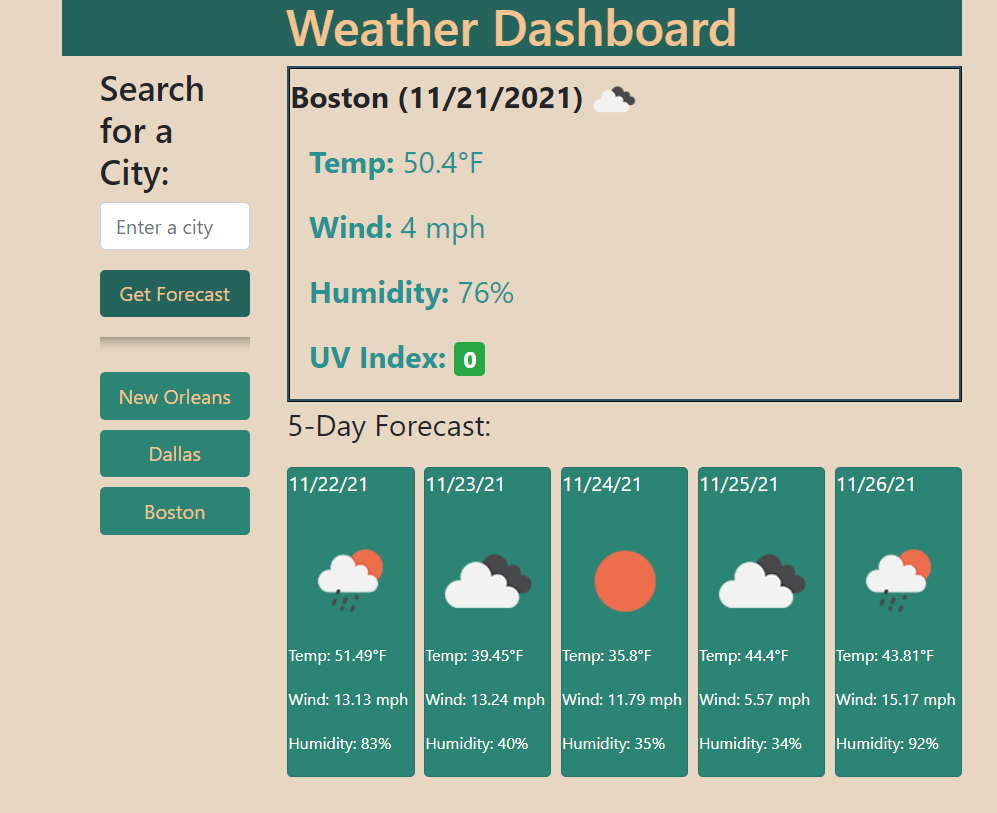 Weather Dashboard
Search
for a
City:
Enter a city
Get Forecast
New Orleans
Dallas
Boston
Boston (11/21/2021)
Temp: 50.4°F
Wind: 4 mph
Humidity: 76%
UV Index: 0
5-Day Forecast:
11/22/21
Temp: 51.49°F
Wind: 13.13 mph
Humidity: 83%
11/23/21
Temp: 39.45°F
Wind: 13.24 mph
Humidity: 40%
11/24/21
Temp: 35.8°F
Wind: 11.79 mph
Humidity: 35%
11/25/21
Temp: 44.4°F
Wind: 5.57 mph
Humidity: 34%
11/26/21
Temp: 43.81°F
Wind: 15.17 mph
Humidity: 92%